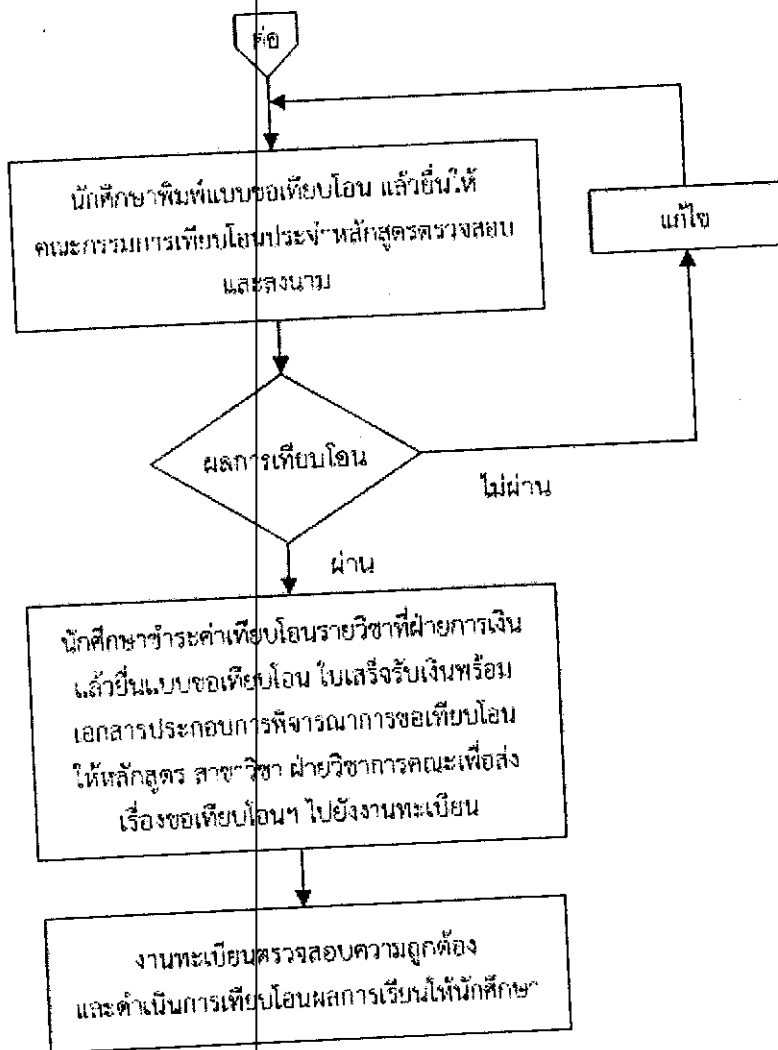 ต่อ
นักศึกษาพิมพ์แบบขอเทียบโอน แล้วยื่นให้
คณะกรรมการเทียบโอนประจำหลักสูตรตรวจสอบ
และลงนาม
แก้ไข
ผลการเทียบโอน
ไม่ผ่าน
ผ่าน
นักศึกษาชำระค่าเทียบโอนรายวิชาที่ฝ่ายการเงิน
แล้วยื่นแบบขอเทียบโอน ใบเสร็จรับเงินพร้อม
เอกสารประกอบการพิจารณาการขอเทียบโอน
ให้หลักสูตร สาขาวิชา ฝ่ายวิชาการคณะเพื่อส่ง
เรื่องขอเทียบโอนฯ ไปยังงานทะเบียน
งานทะเบียนตรวจสอบความถูกต้อง
และดำเนินการเทียบโอนผลการเรียนให้นักศึกษา